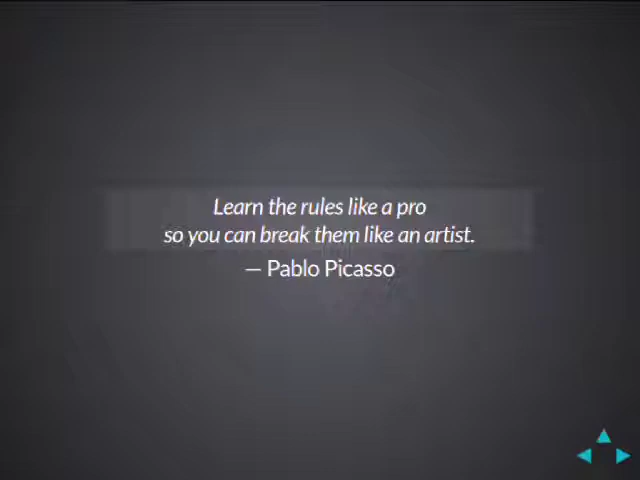 Learn the rules like a pro
so you can break them like an artist.
— Pablo Picasso